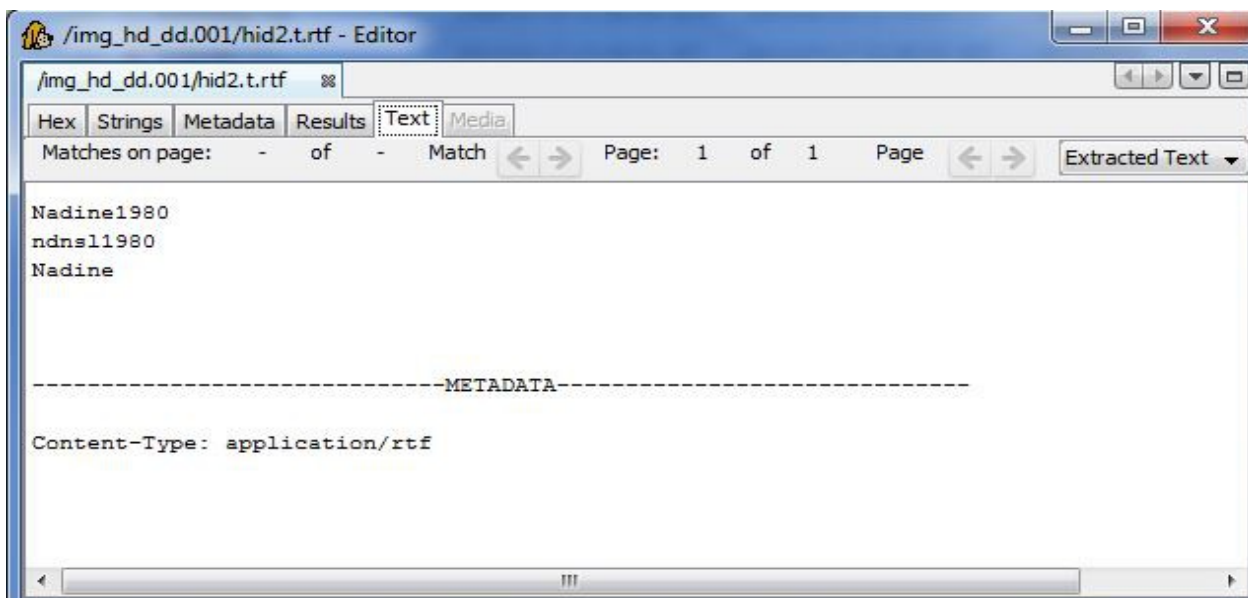 /img_hd_dd.001/hid2.t.rtf - Editor
/img_hd_dd.001/hid2.t.rtf
Hex Strings Metadata Results Text Media
Matches on page: - of - Match Page: 1 of 1 Page Extracted Text
Nadine1980
ndnsl1980
Nadine
------------------------------METADATA------------------------------
Content-Type: application/rtf